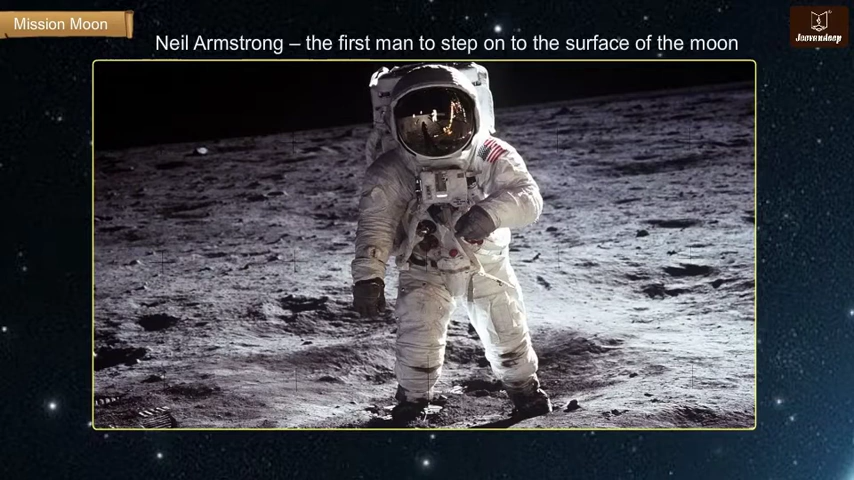 Mission Moon
Neil Armstrong – the first man to step on to the surface of the moon
Jeevandeep